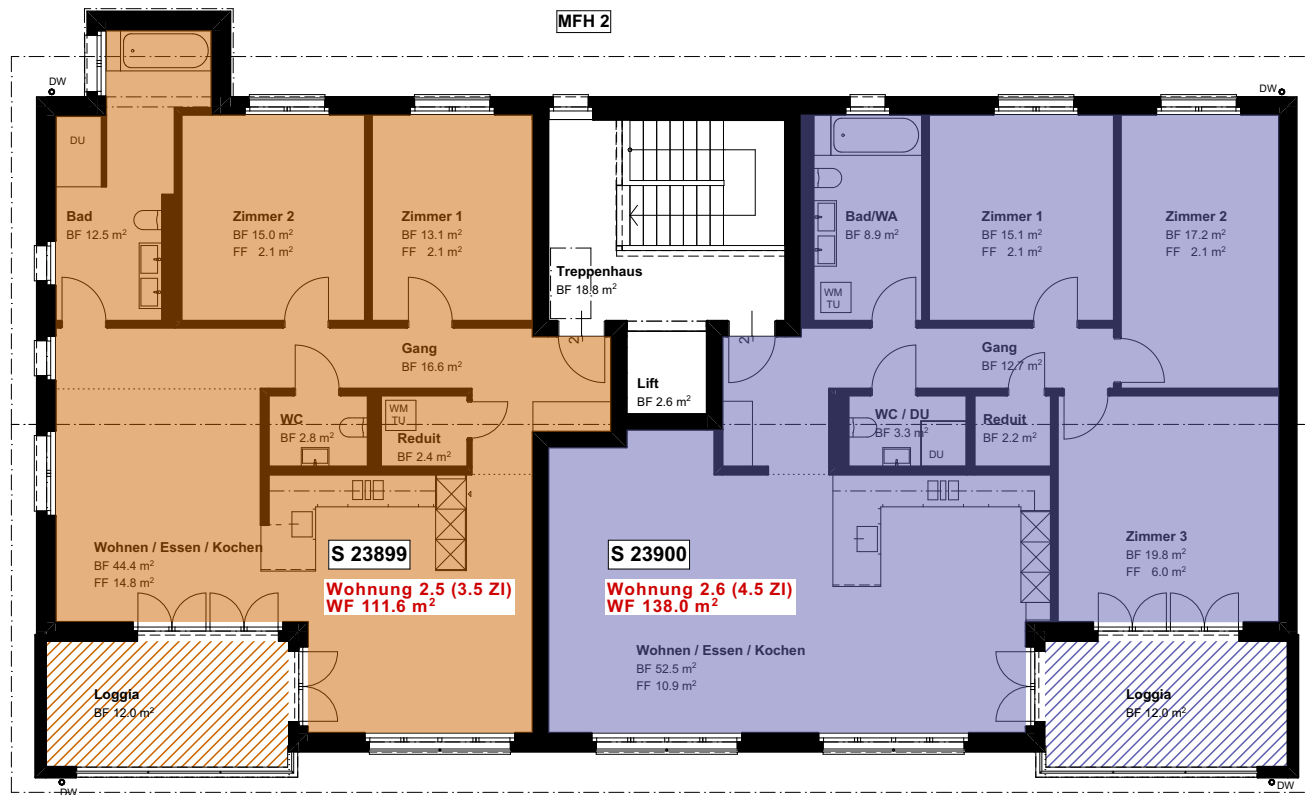 MFH 2
DW
DW
DU
Bad
BF 12.5 m²
Zimmer 2
BF 15.0 m²
FF 2.1 m²
Zimmer 1
BF 13.1 m²
FF 2.1 m²
Treppenhaus
BF 18.8 m²
Bad/WA
BF 8.9 m²
WM
TU
Zimmer 1
BF 15.1 m²
FF 2.1 m²
Zimmer 2
BF 17.2 m²
FF 2.1 m²
Gang
BF 16.6 m²
2
Lift
BF 2.6 m²
2
Gang
BF 12.7 m²
WC
BF 2.8 m²
WM
TU
Reduit
BF 2.4 m²
WC / DU
BF 3.3 m²
DU
Reduit
BF 2.2 m²
Wohnen / Essen / Kochen
BF 44.4 m²
FF 14.8 m²
S 23899
Wohnung 2.5 (3.5 ZI)
WF 111.6 m²
S 23900
Wohnung 2.6 (4.5 ZI)
WF 138.0 m²
Zimmer 3
BF 19.8 m²
FF 6.0 m²
Wohnen / Essen / Kochen
BF 52.5 m²
FF 10.9 m²
Loggia
BF 12.0 m²
Loggia
BF 12.0 m²
DW
DW